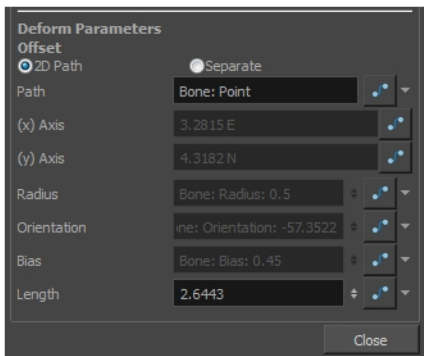 Deform Parameters
Offset
2D Path Separate
Path Bone: Point
(x) Axis 3.2815 E
(y) Axis 4.3182 N
Radius Bone: Radius: 0.5
Orientation ne: Orientation: -57.3522
Bias Bone: Bias: 0.45
Length 2.6443
Close